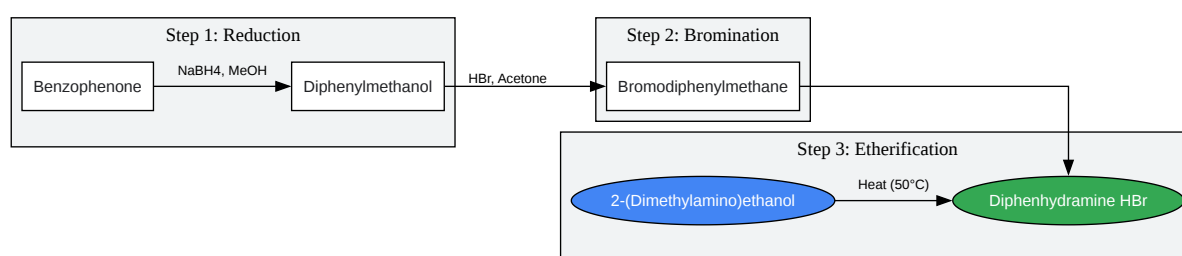 Step 1: Reduction
Benzophenone
NaBH4, MeOH
Diphenylmethanol
HBr, Acetone
Step 2: Bromination
Bromodiphenylmethane
Step 3: Etherification
2-(Dimethylamino)ethanol
Heat (50°C)
Diphenhydramine HBr